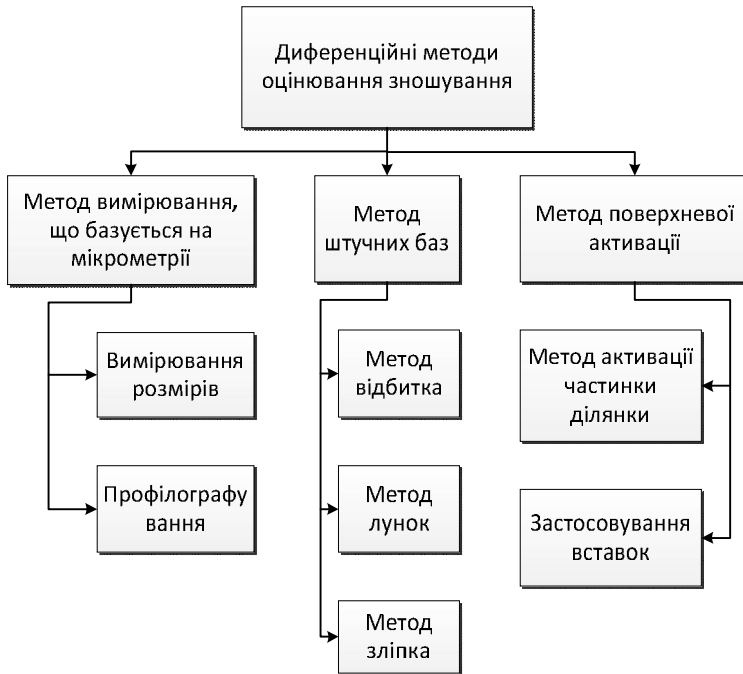 Диференційні методи
оцінювання зношування
Метод вимірювання,
що базується на
мікрометрії
Метод
штучних баз
Метод поверхневої
активації
Вимірювання
розмірів
Профілографу
вання
Метод
відбитка
Метод
лунок
Метод
зліпка
Метод активації
частинки
ділянки
Застосовування
вставок